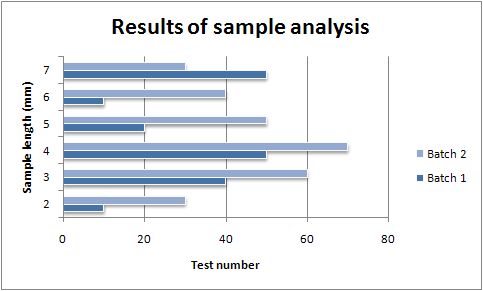 Results of sample analysis
Sample length (mm)
7
6
5
4
3
2
0 20 40 60 80
Test number
Batch 2
Batch 1